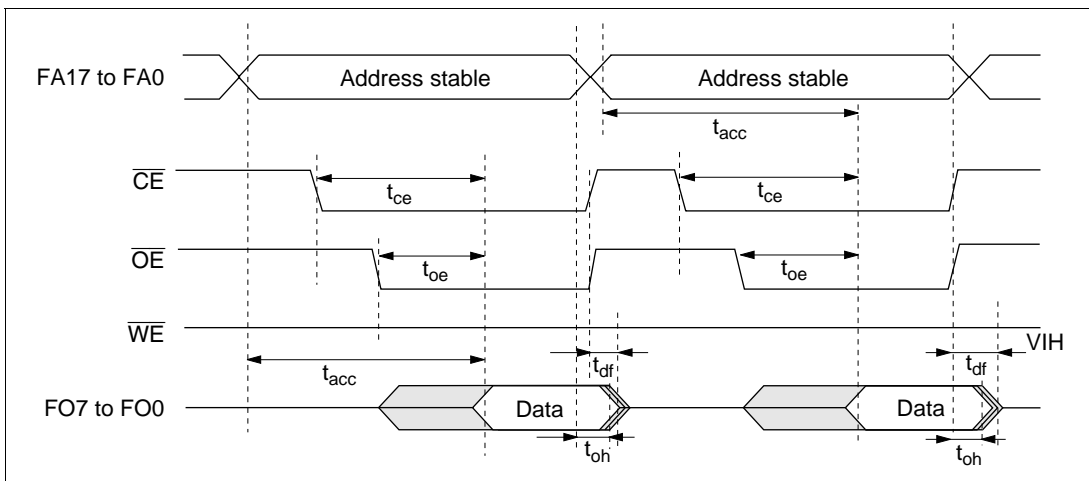 FA17 to FA0
Address stable
Address stable
tacc
CE
tce
tce
OE
toe
toe
WE
VIH
tacc
tdf
tdf
FO7 to FO0
Data
Data
toh
toh